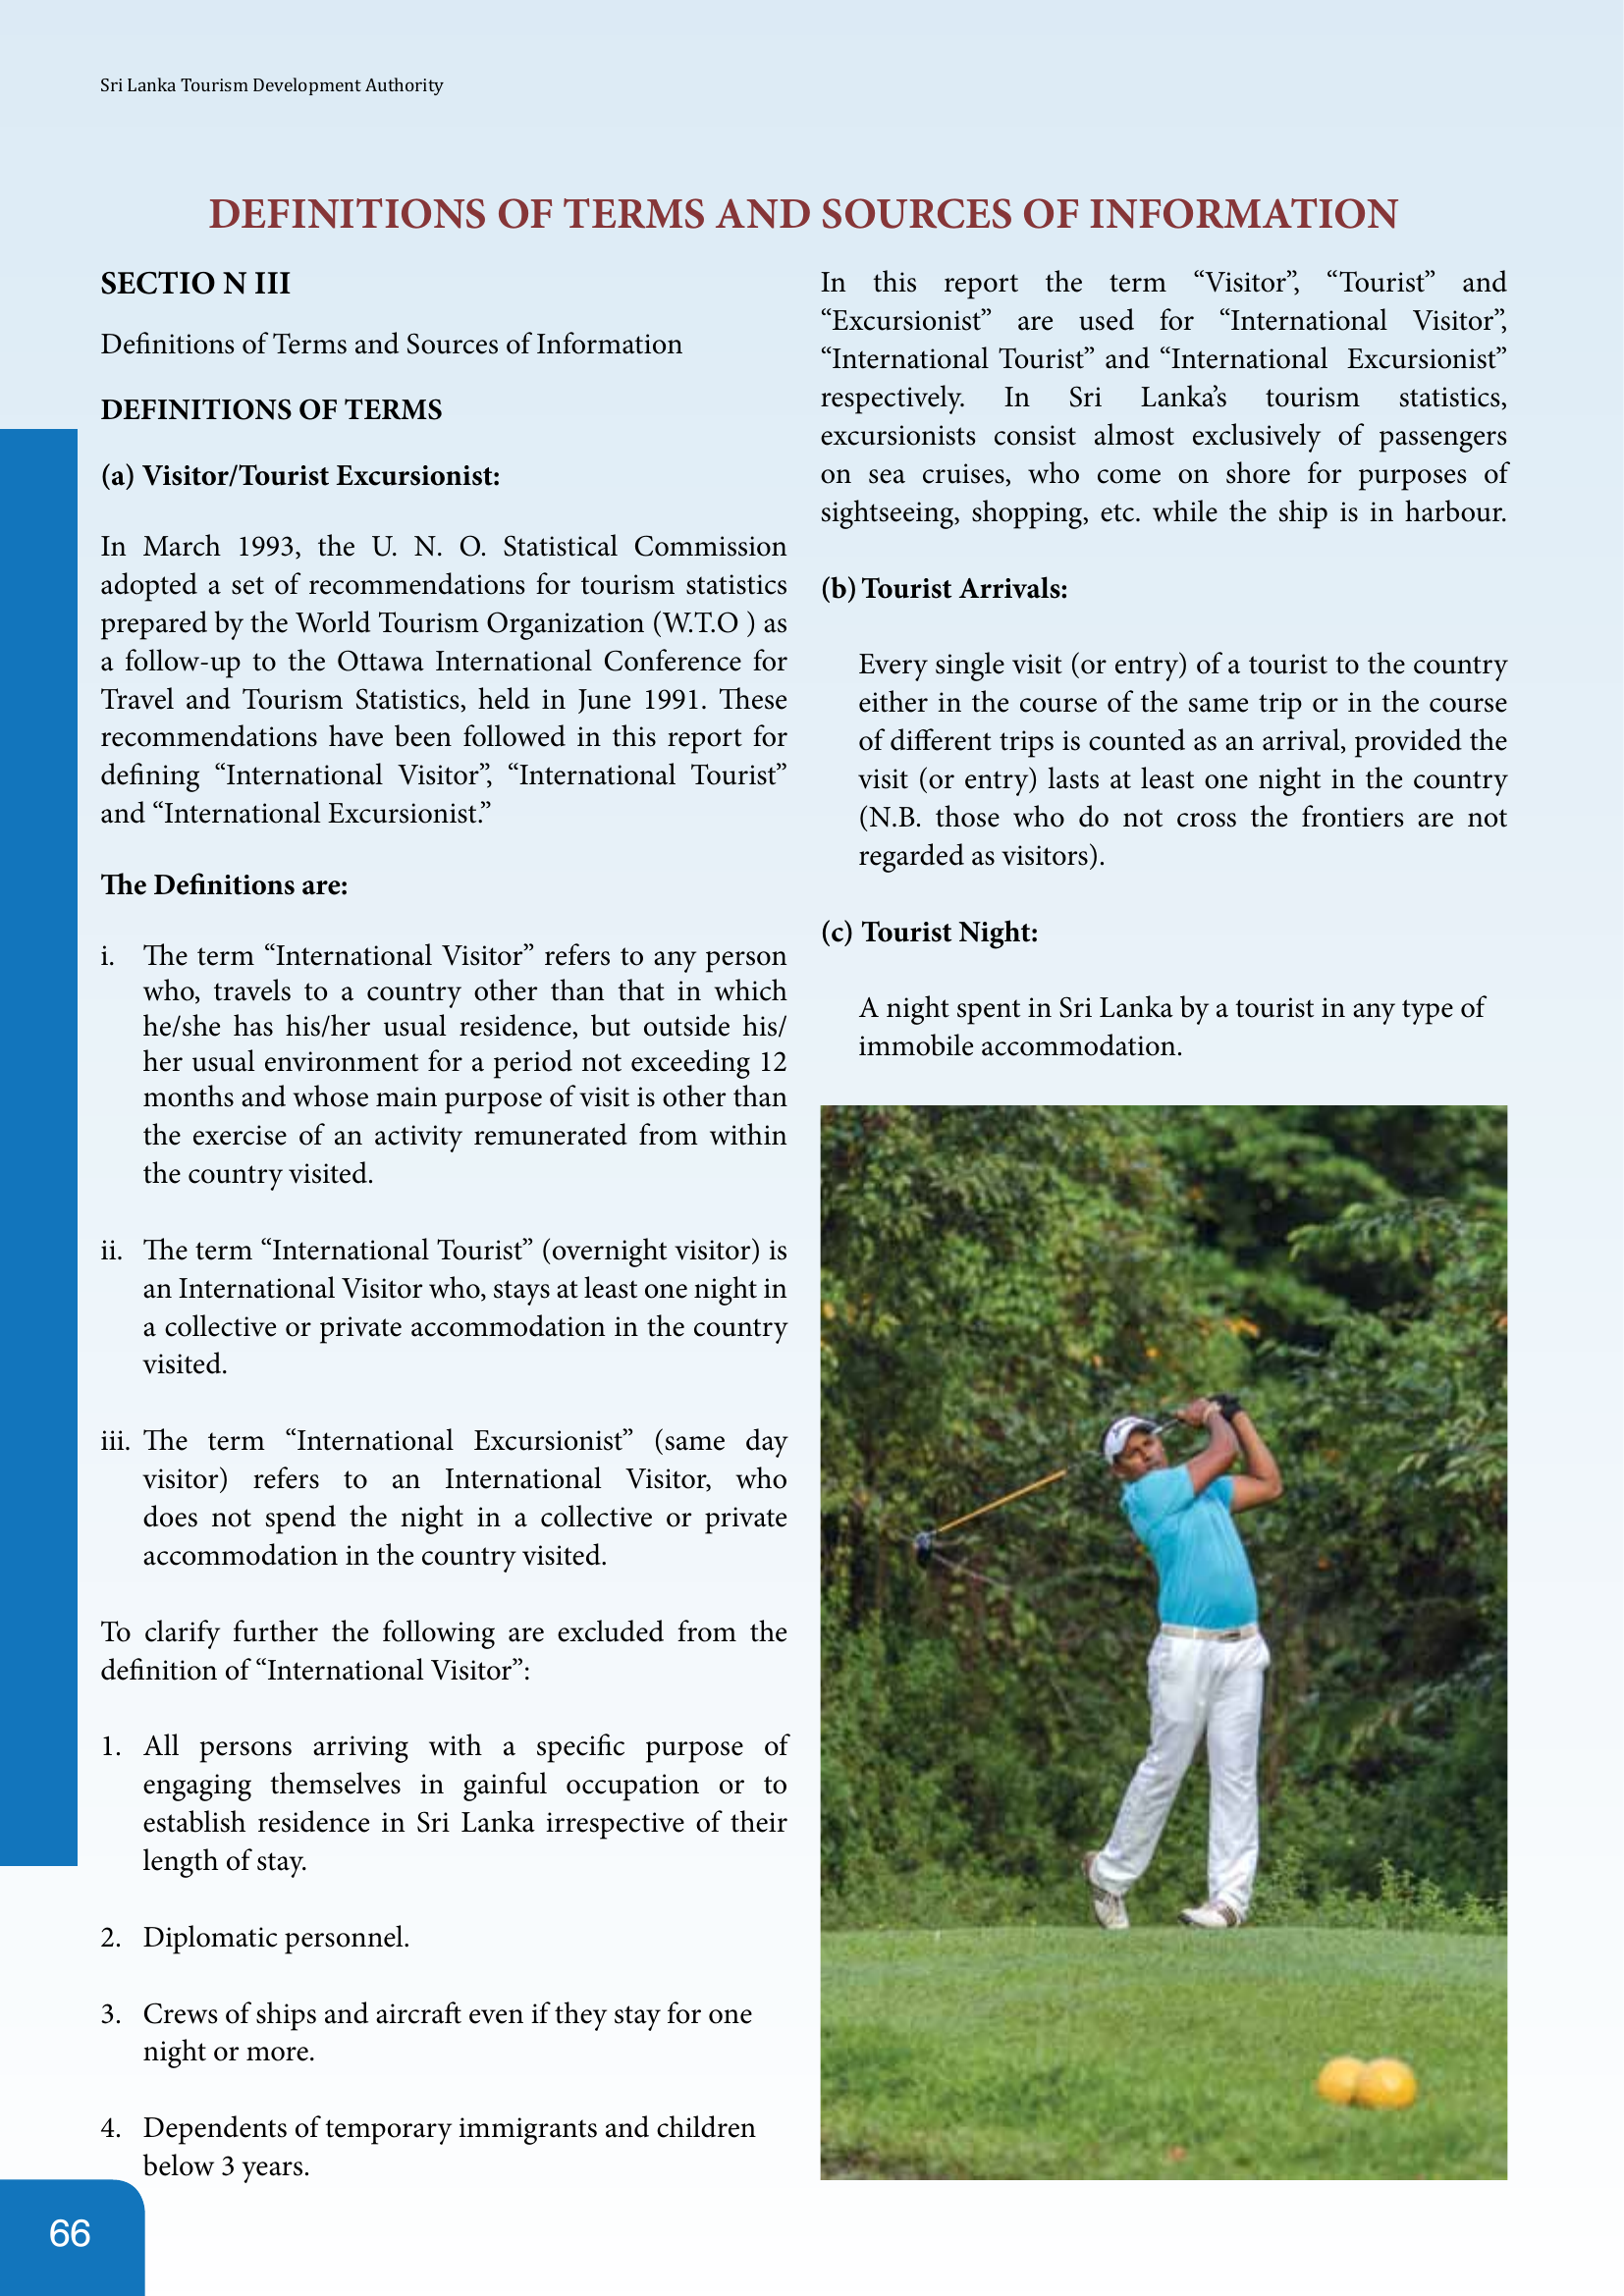 Sri Lanka Tourism Development Authority
DEFINITIONS OF TERMS AND SOURCES OF INFORMATION
SECTIO N III
Definitions of Terms and Sources of Information
DEFINITIONS OF TERMS
(a) Visitor/Tourist Excursionist:
In March 1993, the U. N. O. Statistical Commission
adopted a set of recommendations for tourism statistics
prepared by the World Tourism Organization (W.T.O ) as
a follow-up to the Ottawa International Conference for
Travel and Tourism Statistics, held in June 1991. These
recommendations have been followed in this report for
defining “International Visitor”, “International Tourist”
and “International Excursionist.”
The Definitions are:
i. The term “International Visitor” refers to any person
who, travels to a country other than that in which
he/she has his/her usual residence, but outside his/
her usual environment for a period not exceeding 12
months and whose main purpose of visit is other than
the exercise of an activity remunerated from within
the country visited.
ii. The term “International Tourist” (overnight visitor) is
an International Visitor who, stays at least one night in
a collective or private accommodation in the country
visited.
iii. The term “International Excursionist” (same day
visitor) refers to an International Visitor, who
does not spend the night in a collective or private
accommodation in the country visited.
To clarify further the following are excluded from the
definition of “International Visitor”:
1. All persons arriving with a specific purpose of
engaging themselves in gainful occupation or to
establish residence in Sri Lanka irrespective of their
length of stay.
2. Diplomatic personnel.
3. Crews of ships and aircraft even if they stay for one
night or more.
4. Dependents of temporary immigrants and children
below 3 years.
In this report the term “Visitor”, “Tourist” and
“Excursionist” are used for “International Visitor”,
“International Tourist” and “International Excursionist”
respectively. In Sri Lanka’s tourism statistics,
excursionists consist almost exclusively of passengers
on sea cruises, who come on shore for purposes of
sightseeing, shopping, etc. while the ship is in harbour.
(b) Tourist Arrivals:
Every single visit (or entry) of a tourist to the country
either in the course of the same trip or in the course
of different trips is counted as an arrival, provided the
visit (or entry) lasts at least one night in the country
(N.B. those who do not cross the frontiers are not
regarded as visitors).
(c) Tourist Night:
A night spent in Sri Lanka by a tourist in any type of
immobile accommodation.
66